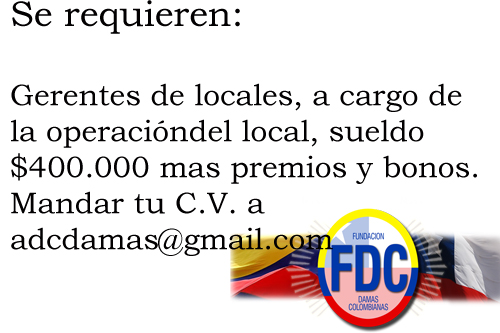 Se requieren:
Gerentes de locales, a cargo de
la operacióndel local, sueldo
$400.000 mas premios y bonos.
Mandar tu C.V. a
adcdamas@gmail.com
FUNDACION
FDC
DAMAS
COLOMBIANAS